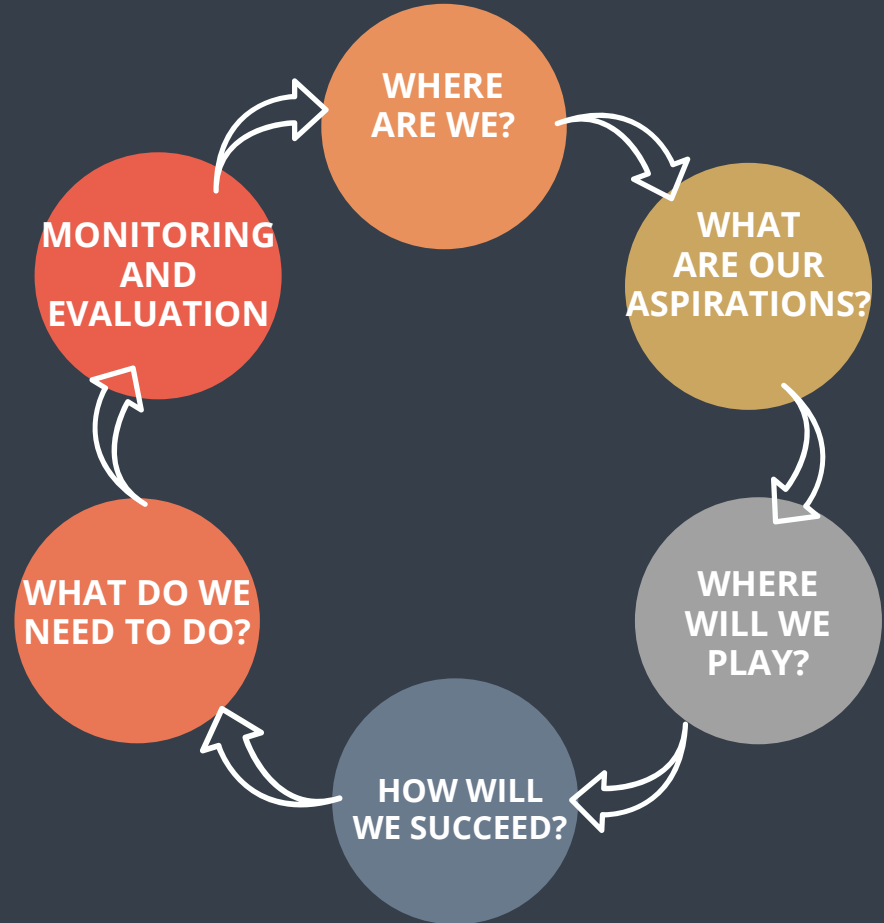 WHERE
ARE WE?
WHAT
ARE OUR
ASPIRATIONS?
WHERE
WILL WE
PLAY?
HOW WILL
WE SUCCEED?
WHAT DO WE
NEED TO DO?
MONITORING
AND
EVALUATION